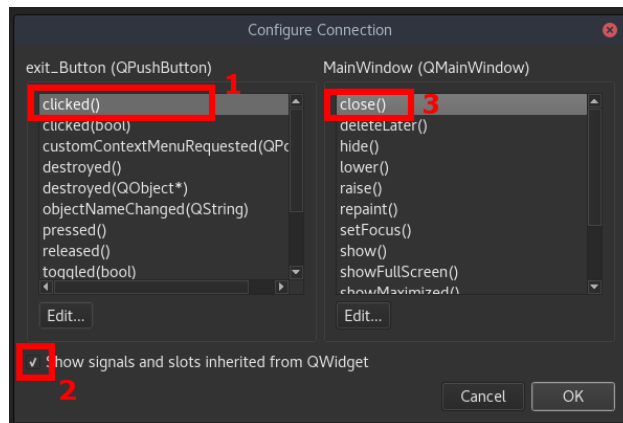 Configure Connection
exit_Button (QPushButton)
1
clicked()
clicked(bool)
customContextMenuRequested(QPo
destroyed()
destroyed(QObject*)
objectNameChanged(QString)
pressed()
released()
toggled(bool)
Edit...
MainWindow (QMainWindow)
close()
3
deleteLater()
hide()
lower()
raise()
repaint()
setFocus()
show()
showFullScreen()
showMaximized()
Edit...
Show signals and slots inherited from QWidget
2
Cancel
OK